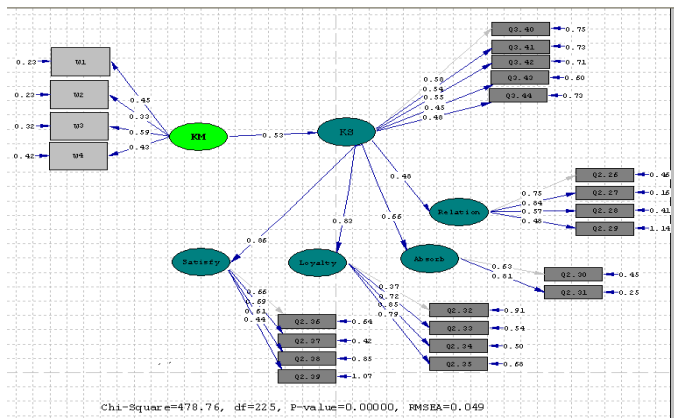 Q3.40 0.75
Q3.41 0.73
Q3.42 0.71
Q3.43 0.60
Q3.44 0.73
0.58
0.54
0.55
0.45
0.48
0.23 W1
0.23 W2
0.32 W3
0.42 W4
0.45
0.33
0.59
0.43
KM
0.53
KS
0.48
0.66
0.82
0.86
Relation
0.75
0.84
0.57
0.48
Q2.26 0.46
Q2.27 0.16
Q2.28 0.41
Q2.29 1.14
Satisfy
Loyalty
Absorb
0.63
0.81
Q2.30 0.45
Q2.31 0.25
0.66
0.69
0.61
0.44
Q2.36 0.64
Q2.37 0.42
Q2.38 0.85
Q2.39 1.07
0.37
0.72
0.85
0.79
Q2.32 0.91
Q2.33 0.54
Q2.34 0.50
Q2.35 0.68
Chi-Square=478.76, df=225, P-value=0.00000, RMSEA=0.049